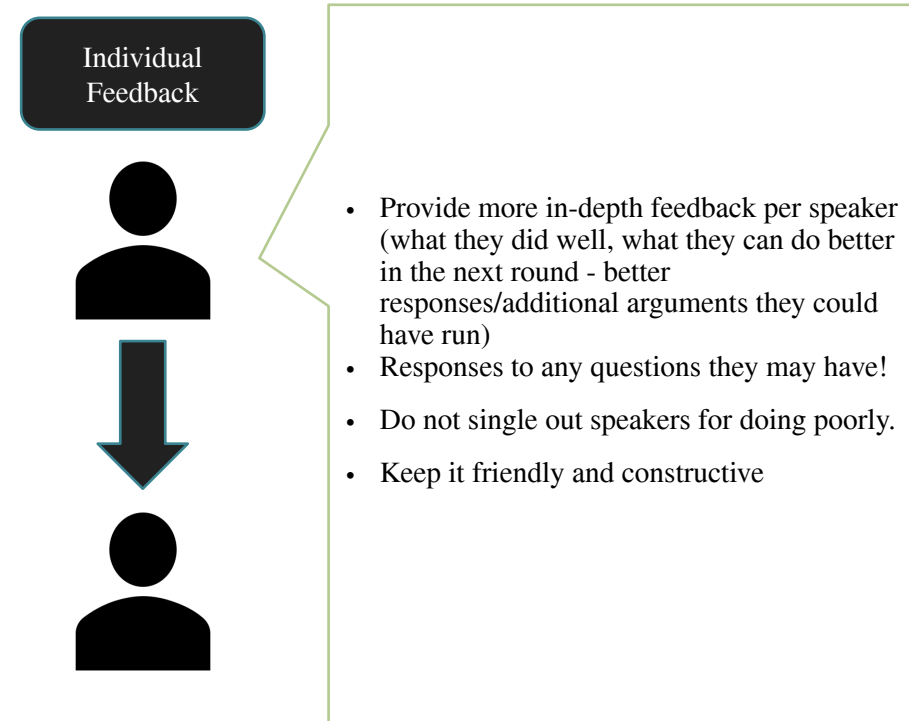 Individual
Feedback
• Provide more in-depth feedback per speaker
(what they did well, what they can do better
in the next round - better
responses/additional arguments they could
have run)
• Responses to any questions they may have!
• Do not single out speakers for doing poorly.
• Keep it friendly and constructive